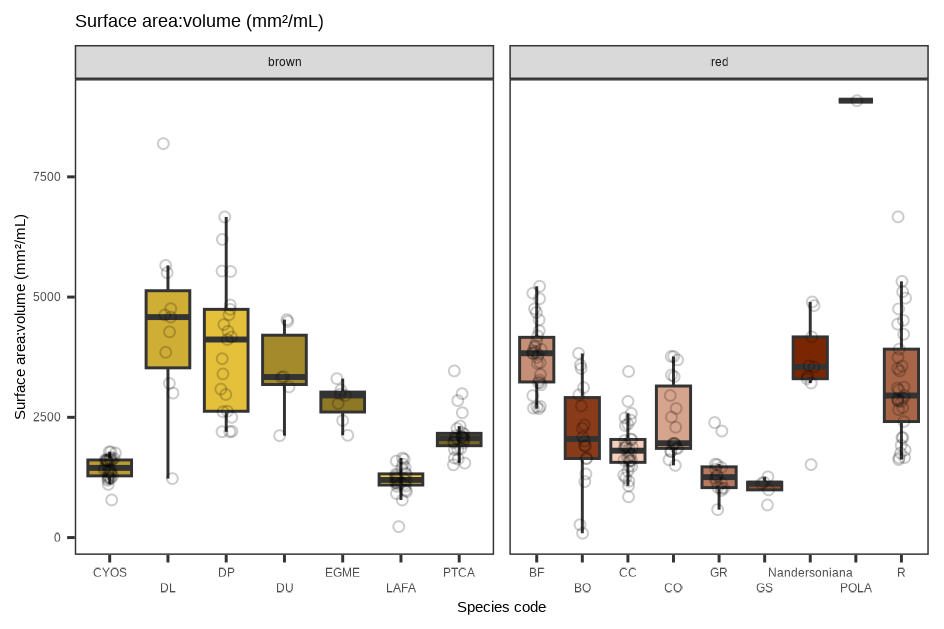 Surface area:volume (mm²/mL)
brown
red
Surface area:volume (mm²/mL)
7500
5000
2500
0
CYOS
DL
DP
DU
EGME
LAFA
PTCA
BF
BO
CC
CO
GR
GS
Nandersoniana
POLA
R
Species code